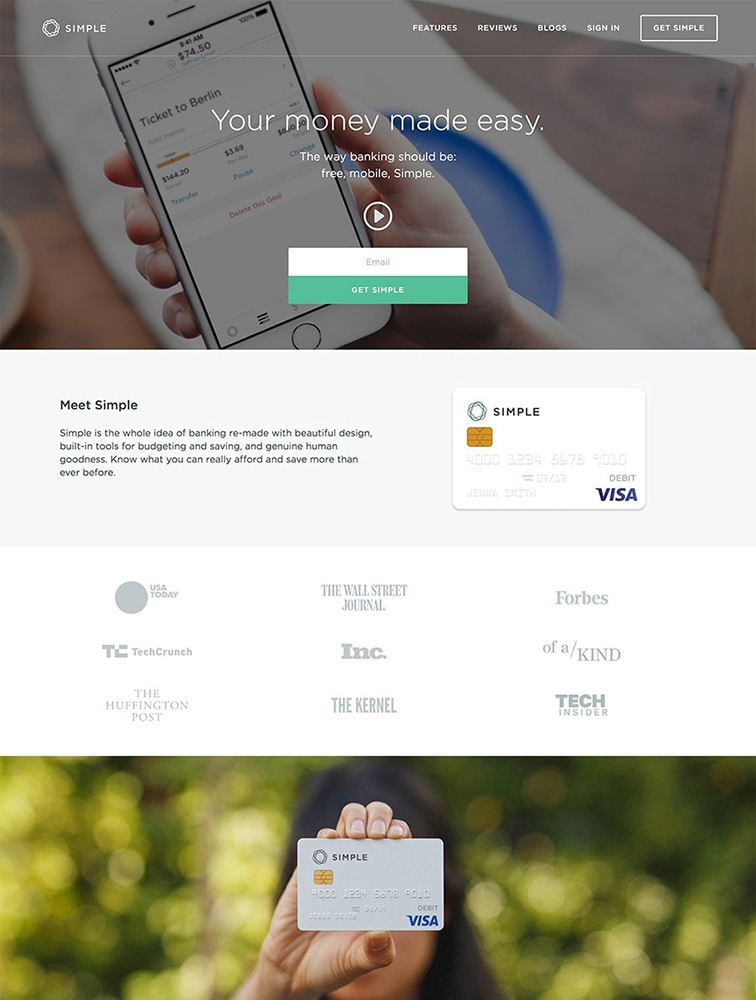 SIMPLE
FEATURES
REVIEWS
BLOGS
SIGN IN
GET SIMPLE
100%
9:41 AM
$74.50
Ticket to Berlin
Add memo
$144.20
$3.69
Transfer
Pause
Change
Delete this Goal
Your money made easy.
The way banking should be:
free, mobile, Simple.
Email
GET SIMPLE
Meet Simple
Simple is the whole idea of banking re-made with beautiful design,
built-in tools for budgeting and saving, and genuine human
goodness. Know what you can really afford and save more than
ever before.
SIMPLE
4000 1234 5678 9010
07/17
DEBIT
JENNA SMITH
VISA
USA
TODAY
THE WALL STREET
JOURNAL.
Forbes
TechCrunch
Inc.
of a/KIND
THE
HUFFINGTON
POST
THE KERNEL
TECH
INSIDER
SIMPLE
4000 1234 5678 9010
DEBIT
VISA